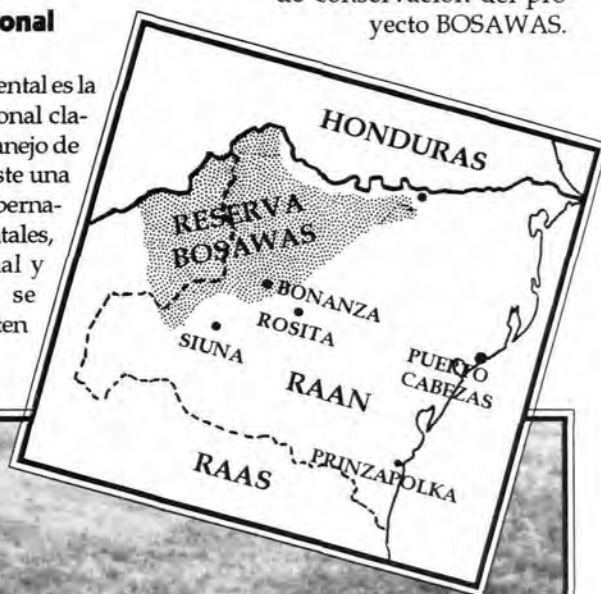 onal
ental es la
onal cla-
anejo de
ste una
berna-
tales,
al y
se
ten
de conservación del pro-
yecto BOSAWAS.
HONDURAS
RESERVA
BOSAWAS
BONANZA
ROSITA
SIUNA
PUERTO
CABEZAS
RAAN
PRINZAPOLKA
RAAS